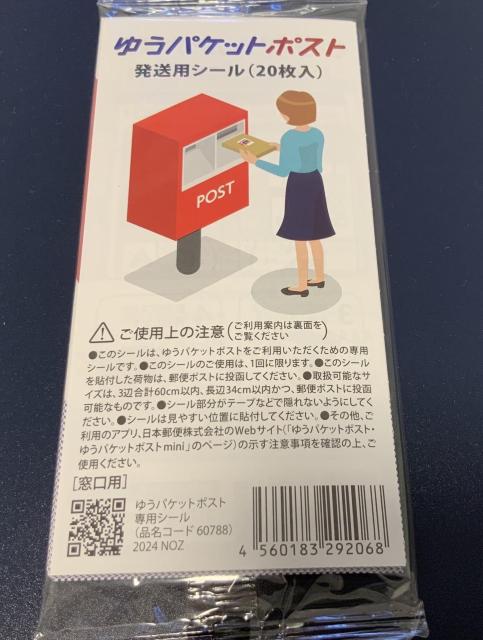 ゆうパケットポスト
発送用シール(20枚入)
POST
ご使用上の注意(ご利用案内は裏面をご覧ください)
●このシールは、ゆうパケットポストをご利用いただくための専用
シールです。●このシールのご使用は、1回に限ります。●このシール
を貼付した荷物は、郵便ポストに投函してください。●取扱可能なサ
イズは、3辺合計60cm以内、長辺34cm以内かつ、郵便ポストに投函
可能なものです。●シール部分がテープなどで隠れないようにしてく
ださい。●シールは見やすい位置に貼付してください。●その他、ご
利用のアプリ、日本郵便株式会社のWebサイト(「ゆうパケットポスト・
ゆうパケットポストmini」のページ)の示す注意事項を確認の上、ご
使用ください。
[窓口用]
ゆうパケットポスト
専用シール
(品名コード 60788)
2024 NOZ
4 560183 292068